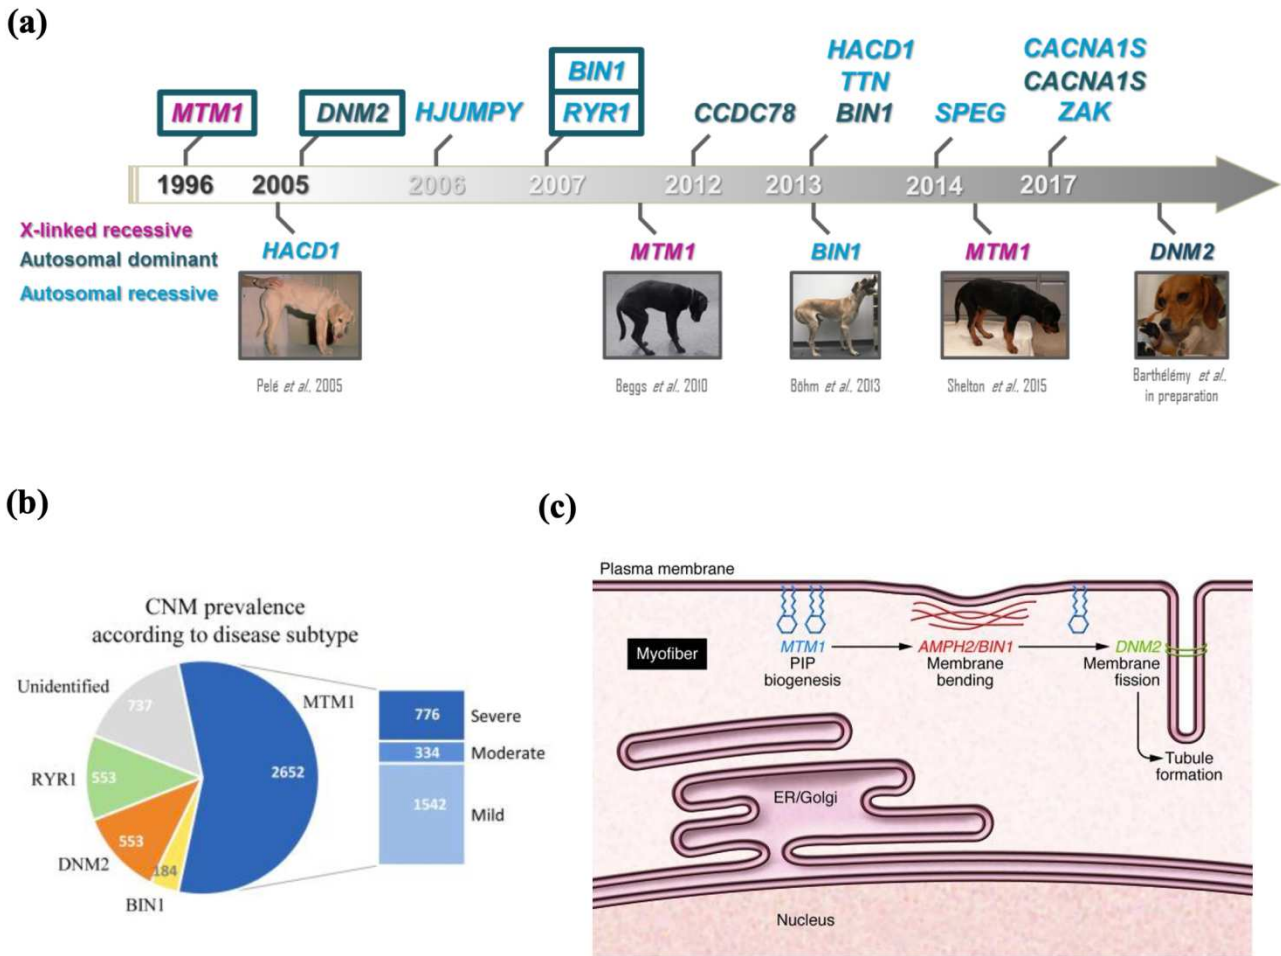 (a)
HACD1
CACNA1S
BIN1
TTN
CACNA1S
MTM1
DNM2
HJUMPY
RYR1
CCDC78
BIN1
SPEG
ZAK
1996
2005
2006
2007
2012
2013
2014
2017
X-linked recessive
Autosomal dominant
Autosomal recessive
HACD1
MTM1
BIN1
MTM1
DNM2
Pelé et al., 2005
Beggs et al., 2010
Böhm et al., 2013
Shelton et al., 2015
Barthélémy et al.,
in preparation
(b)
CNM prevalence
according to disease subtype
Unidentified
737
MTM1
2652
RYR1
553
DNM2
553
184
BIN1
776
Severe
334
Moderate
1542
Mild
(c)
Plasma membrane
Myofiber
MTM1
PIP
biogenesis
AMPH2/BIN1
Membrane
bending
DNM2
Membrane
fission
Tubule
formation
ER/Golgi
Nucleus